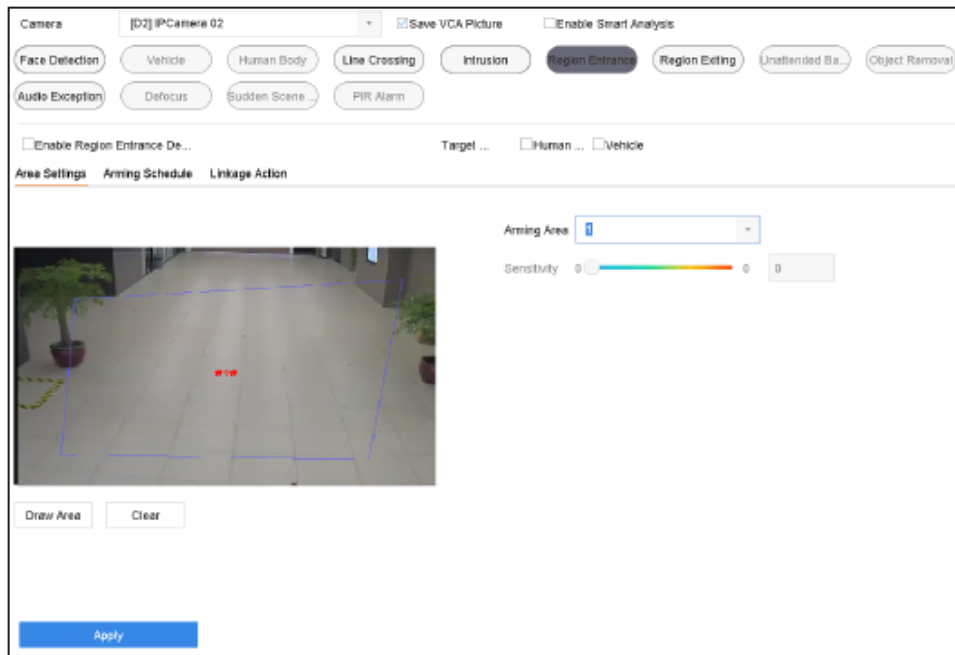 Camera [D2] IPCamera 02 Save VCA Picture Enable Smart Analysis
Face Detection Vehicle Human Body Line Crossing Intrusion Region Entrance Region Exiting Unattended Ba... Object Removal
Audio Exception Defocus Sudden Scene ... PIR Alarm
Enable Region Entrance De... Target ... Human ... Vehicle
Area Settings Arming Schedule Linkage Action
Arming Area 1
Sensitivity 0 0 0
#1#
Draw Area Clear
Apply